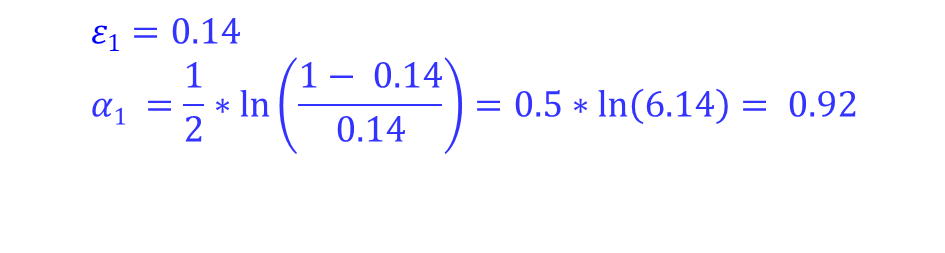 ε₁ = 0.14
α₁ = 1/2 * ln((1 − 0.14)/0.14) = 0.5 * ln(6.14) = 0.92